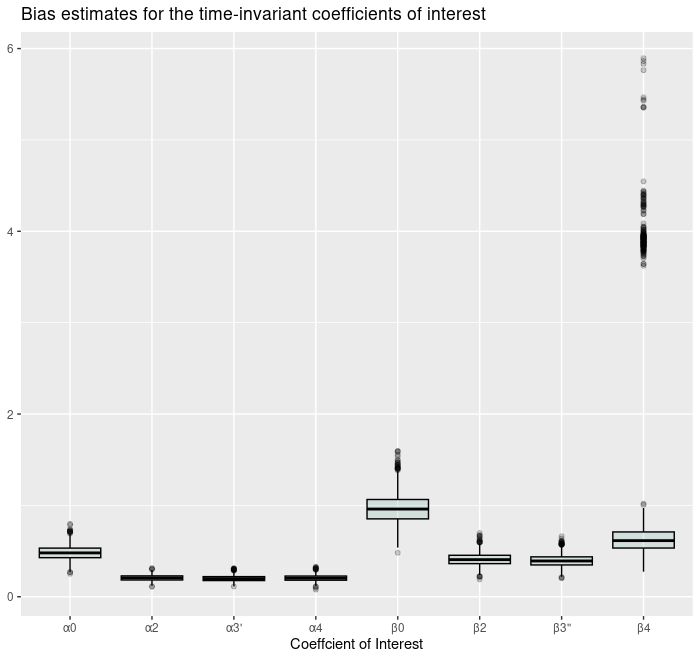 Bias estimates for the time-invariant coefficients of interest
6
4
2
0
α0 α2 α3' α4 β0 β2 β3" β4
Coeffcient of Interest